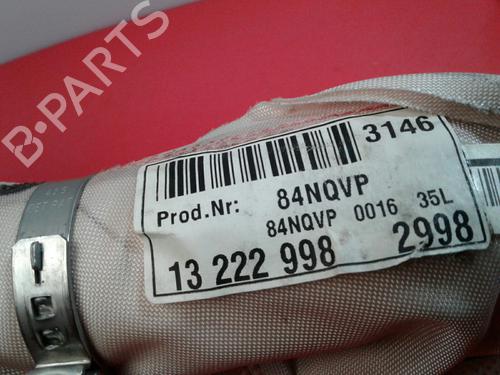 B-PARTS
3146
Prod.Nr: 84NQVP
84NQVP 0016 35L
13 222 998 2998